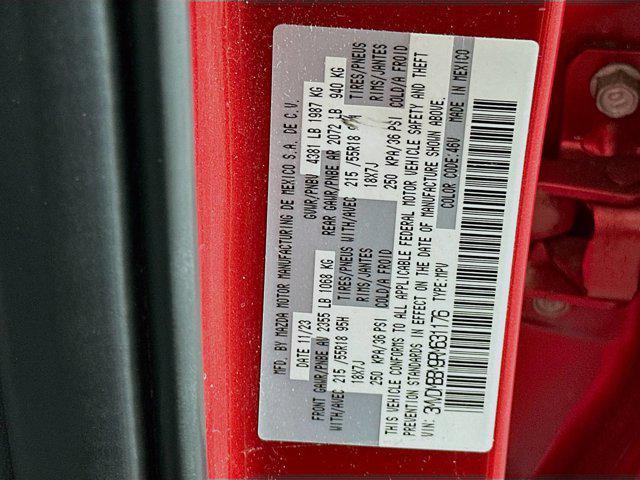 MFD. BY MAZDA MOTOR MANUFACTURING DE MEXICO S.A. DE C.V.
DATE 11/23 GVWR/PNBV 4381 LB 1987 KG
FRONT GAWR/PNBE AV 2355 LB 1068 KG REAR GAWR/PNBE AR 2072 LB 940 KG
WITH/AVEC TIRES/PNEUS WITH/AVEC TIRES/PNEUS
215 /55R18 95H RIMS/JANTES 215 /55R18 RIMS/JANTES
18X7J 18X7J
250 KPA/36 PSI COLD/A FROID 250 KPA/36 PSI COLD/A FROID
THIS VEHICLE CONFORMS TO ALL APPLICABLE FEDERAL MOTOR VEHICLE SAFETY AND THEFT
PREVENTION STANDARDS IN EFFECT ON THE DATE OF MANUFACTURE SHOWN ABOVE.
VIN: TYPE:MPV COLOR CODE:46V MADE IN MEXICO